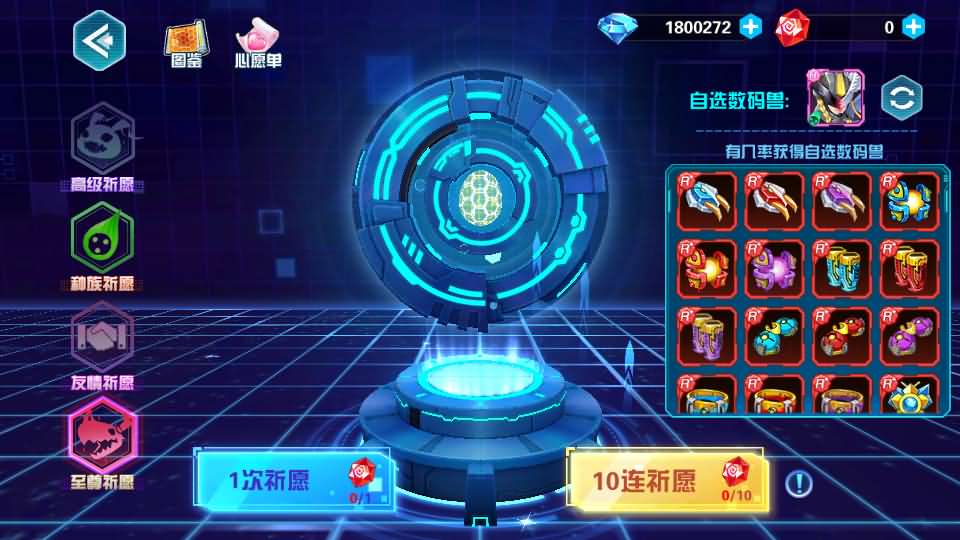 1800272
0
图鉴
心愿单
自选数码兽:
有几率获得自选数码兽
高级祈愿
种族祈愿
友情祈愿
至尊祈愿
1次祈愿
0/1
10连祈愿
0/10
!